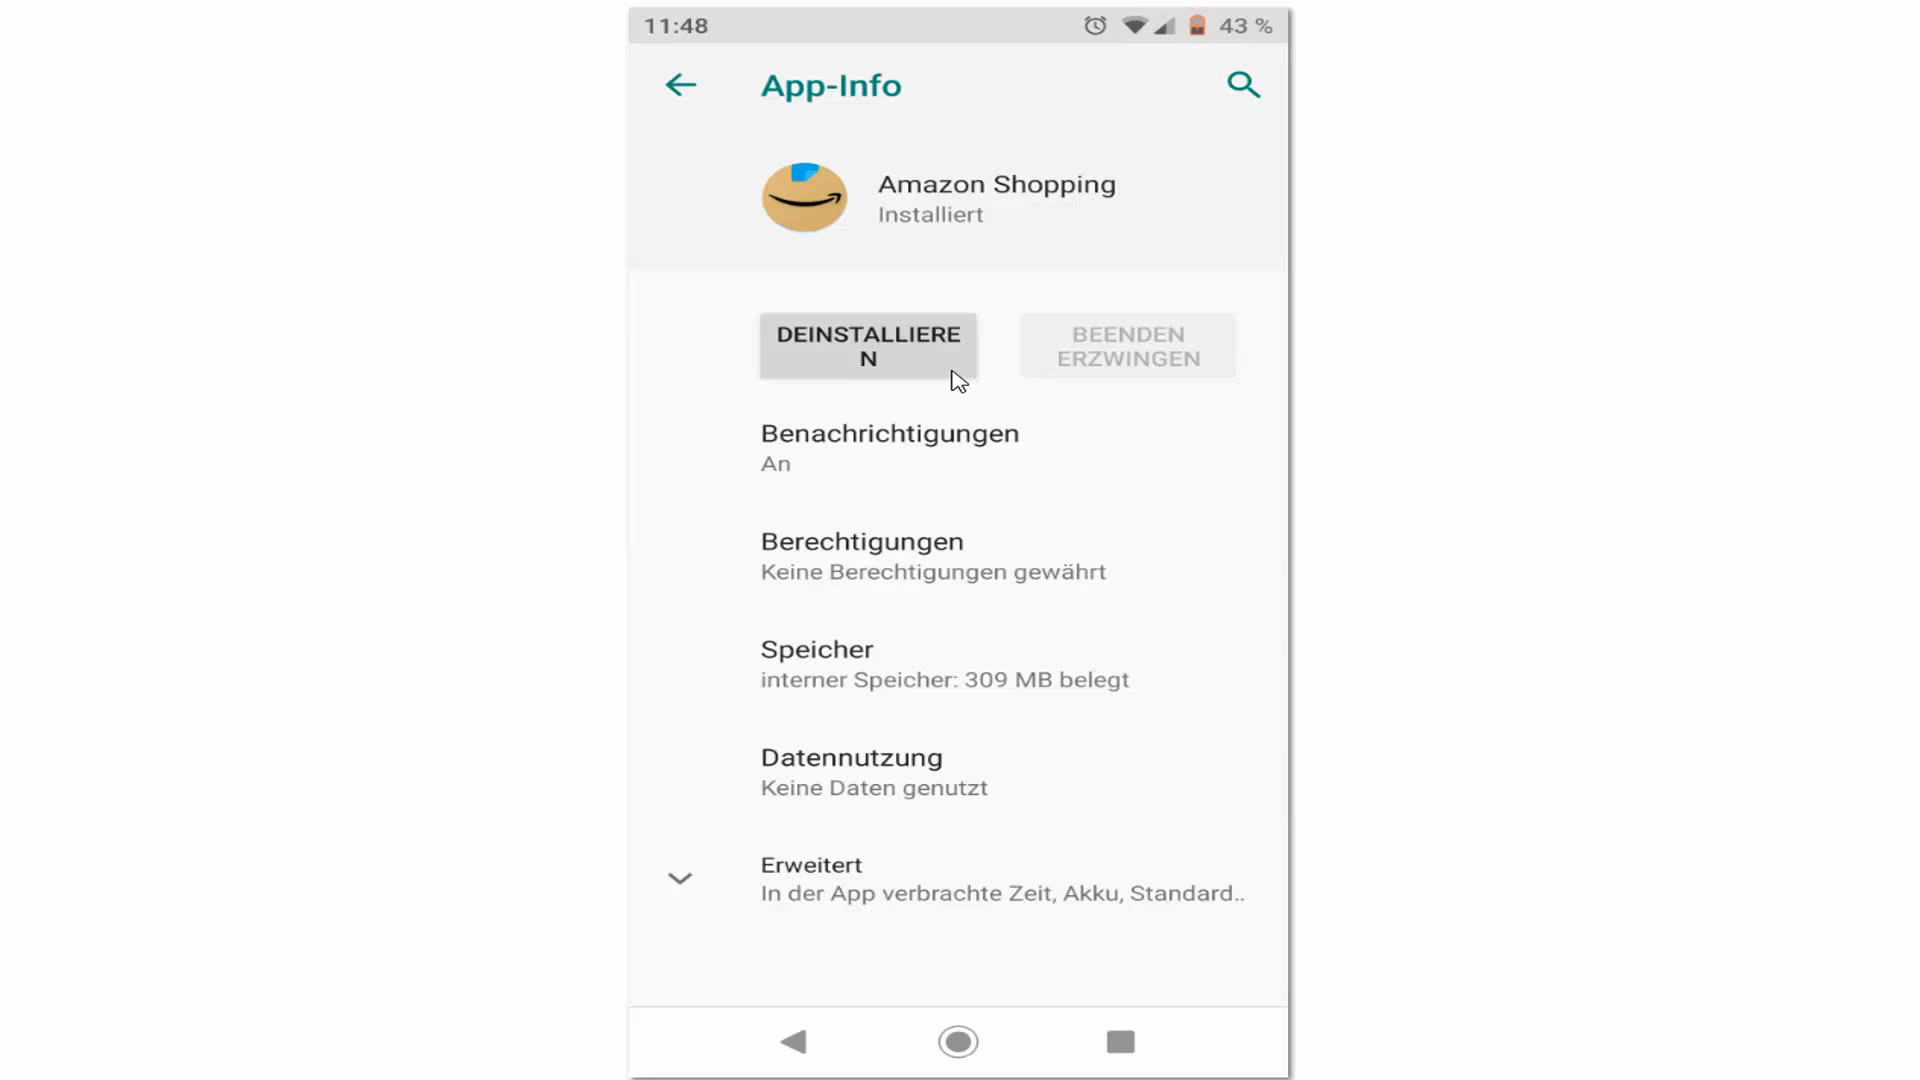 11:48
43 %
App-Info
Amazon Shopping
Installiert
DEINSTALLIERE
N
BEENDEN
ERZWINGEN
Benachrichtigungen
An
Berechtigungen
Keine Berechtigungen gewährt
Speicher
interner Speicher: 309 MB belegt
Datennutzung
Keine Daten genutzt
Erweitert
In der App verbrachte Zeit, Akku, Standard..